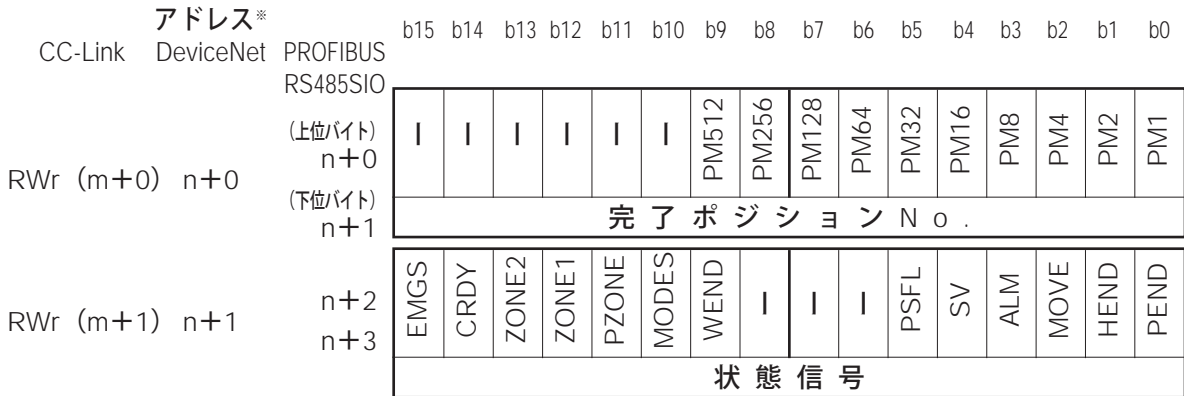 アドレス※
CC-Link DeviceNet PROFIBUS
RS485SIO
b15 b14 b13 b12 b11 b10 b9 b8 b7 b6 b5 b4 b3 b2 b1 b0
RWr (m+0) n+0
(上位バイト)
n+0
(下位バイト)
n+1
― ― ― ― ― ― PM512 PM256 PM128 PM64 PM32 PM16 PM8 PM4 PM2 PM1
完了ポジションNo.
RWr (m+1) n+1
n+2
n+3
EMGS CRDY ZONE2 ZONE1 PZONE MODES WEND ― ― ― PSFL SV ALM MOVE HEND PEND
状態信号